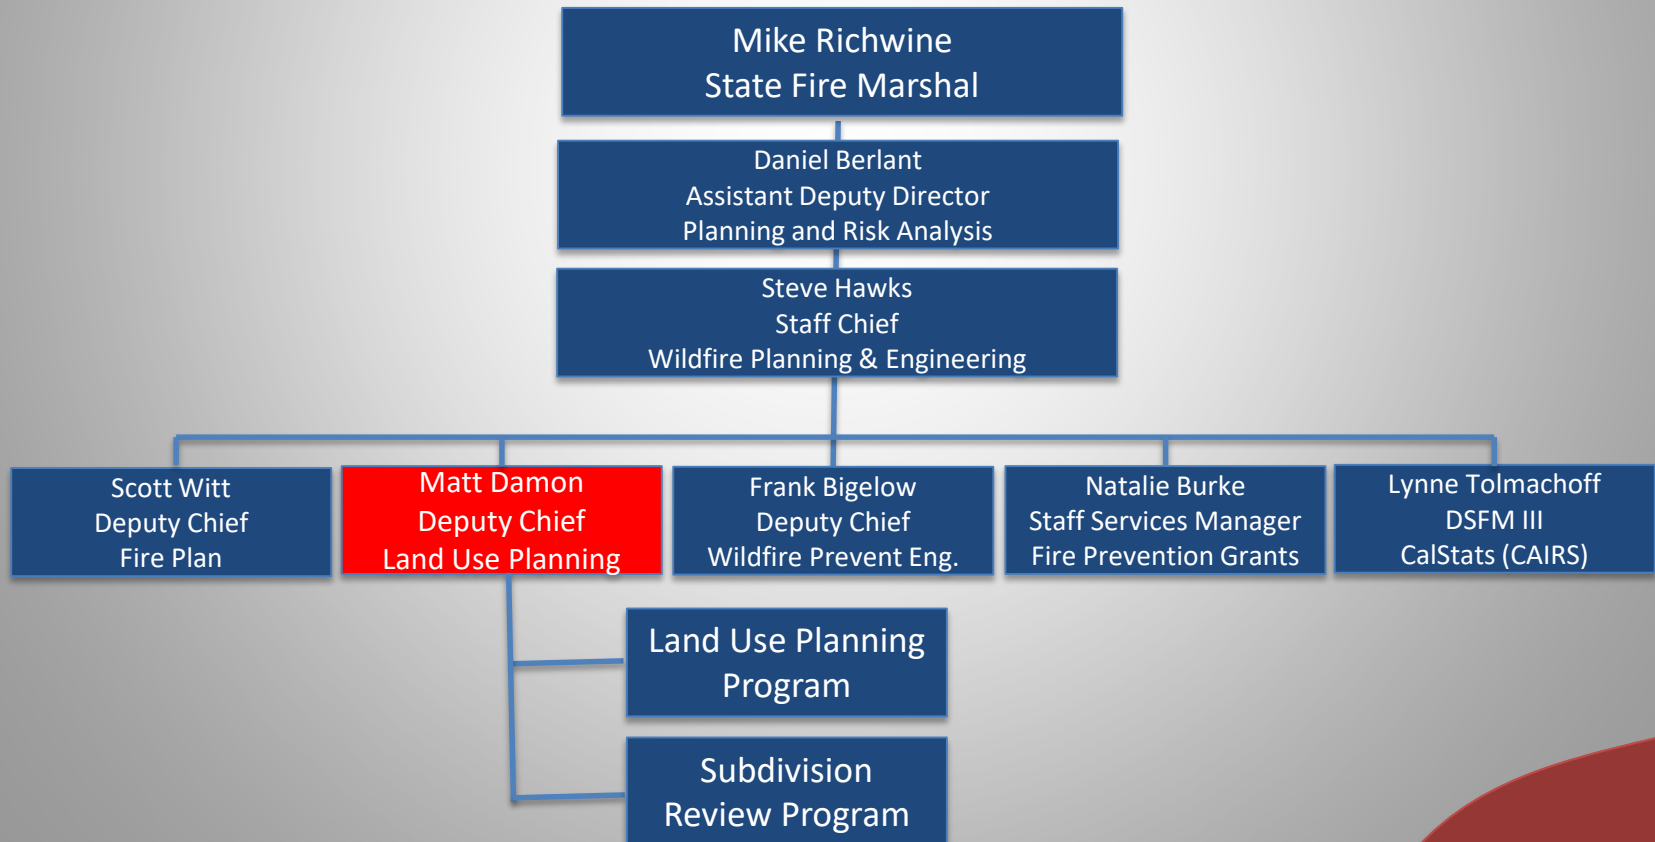 Mike Richwine
State Fire Marshal
Daniel Berlant
Assistant Deputy Director
Planning and Risk Analysis
Steve Hawks
Staff Chief
Wildfire Planning & Engineering
Scott Witt
Deputy Chief
Fire Plan
Matt Damon
Deputy Chief
Land Use Planning
Frank Bigelow
Deputy Chief
Wildfire Prevent Eng.
Natalie Burke
Staff Services Manager
Fire Prevention Grants
Lynne Tolmachoff
DSFM III
CalStats (CAIRS)
Land Use Planning
Program
Subdivision
Review Program